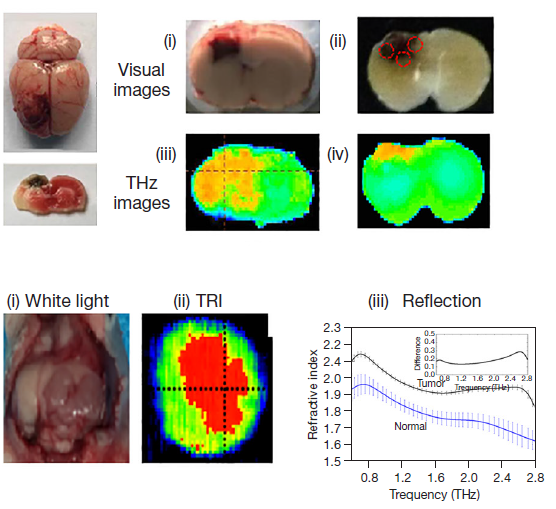 (i)
(ii)
Visual
images
(iii)
(iv)
THz
images
(i) White light
(ii) TRI
(iii) Reflection
Refractive index
2.3
2.2
2.1
2.0
1.9
1.8
1.7
1.6
1.5
0.8 1.2 1.6 2.0 2.4 2.8
Trequency (THz)
Tumor
Normal
Difference
0.5
0.4
0.3
0.2
0.1
0.0
0.8 1.2 1.6 2.0 2.4 2.8
Trequency (THz)